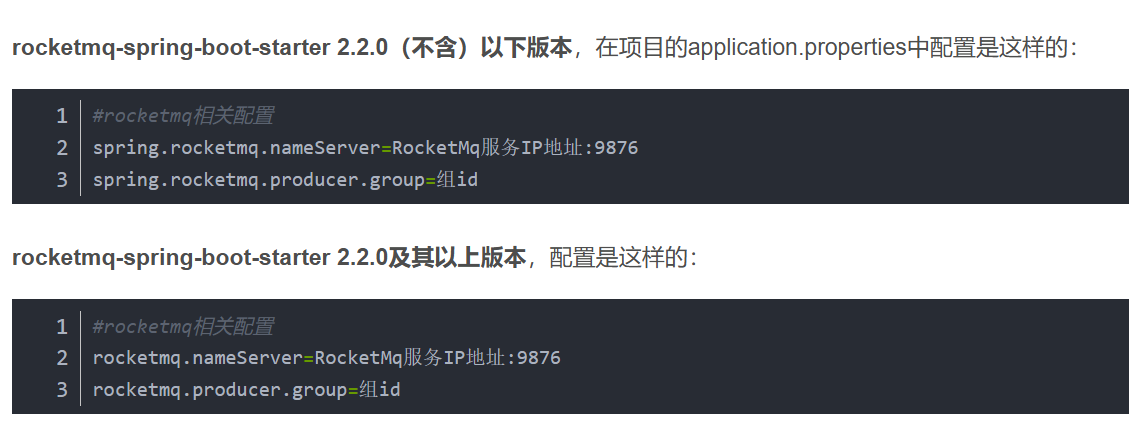 rocketmq-spring-boot-starter 2.2.0（不含）以下版本，在项目的application.properties中配置是这样的：
1 #rocketmq相关配置
2 spring.rocketmq.nameServer=RocketMq服务IP地址:9876
3 spring.rocketmq.producer.group=组id
rocketmq-spring-boot-starter 2.2.0及其以上版本，配置是这样的：
1 #rocketmq相关配置
2 rocketmq.nameServer=RocketMq服务IP地址:9876
3 rocketmq.producer.group=组id